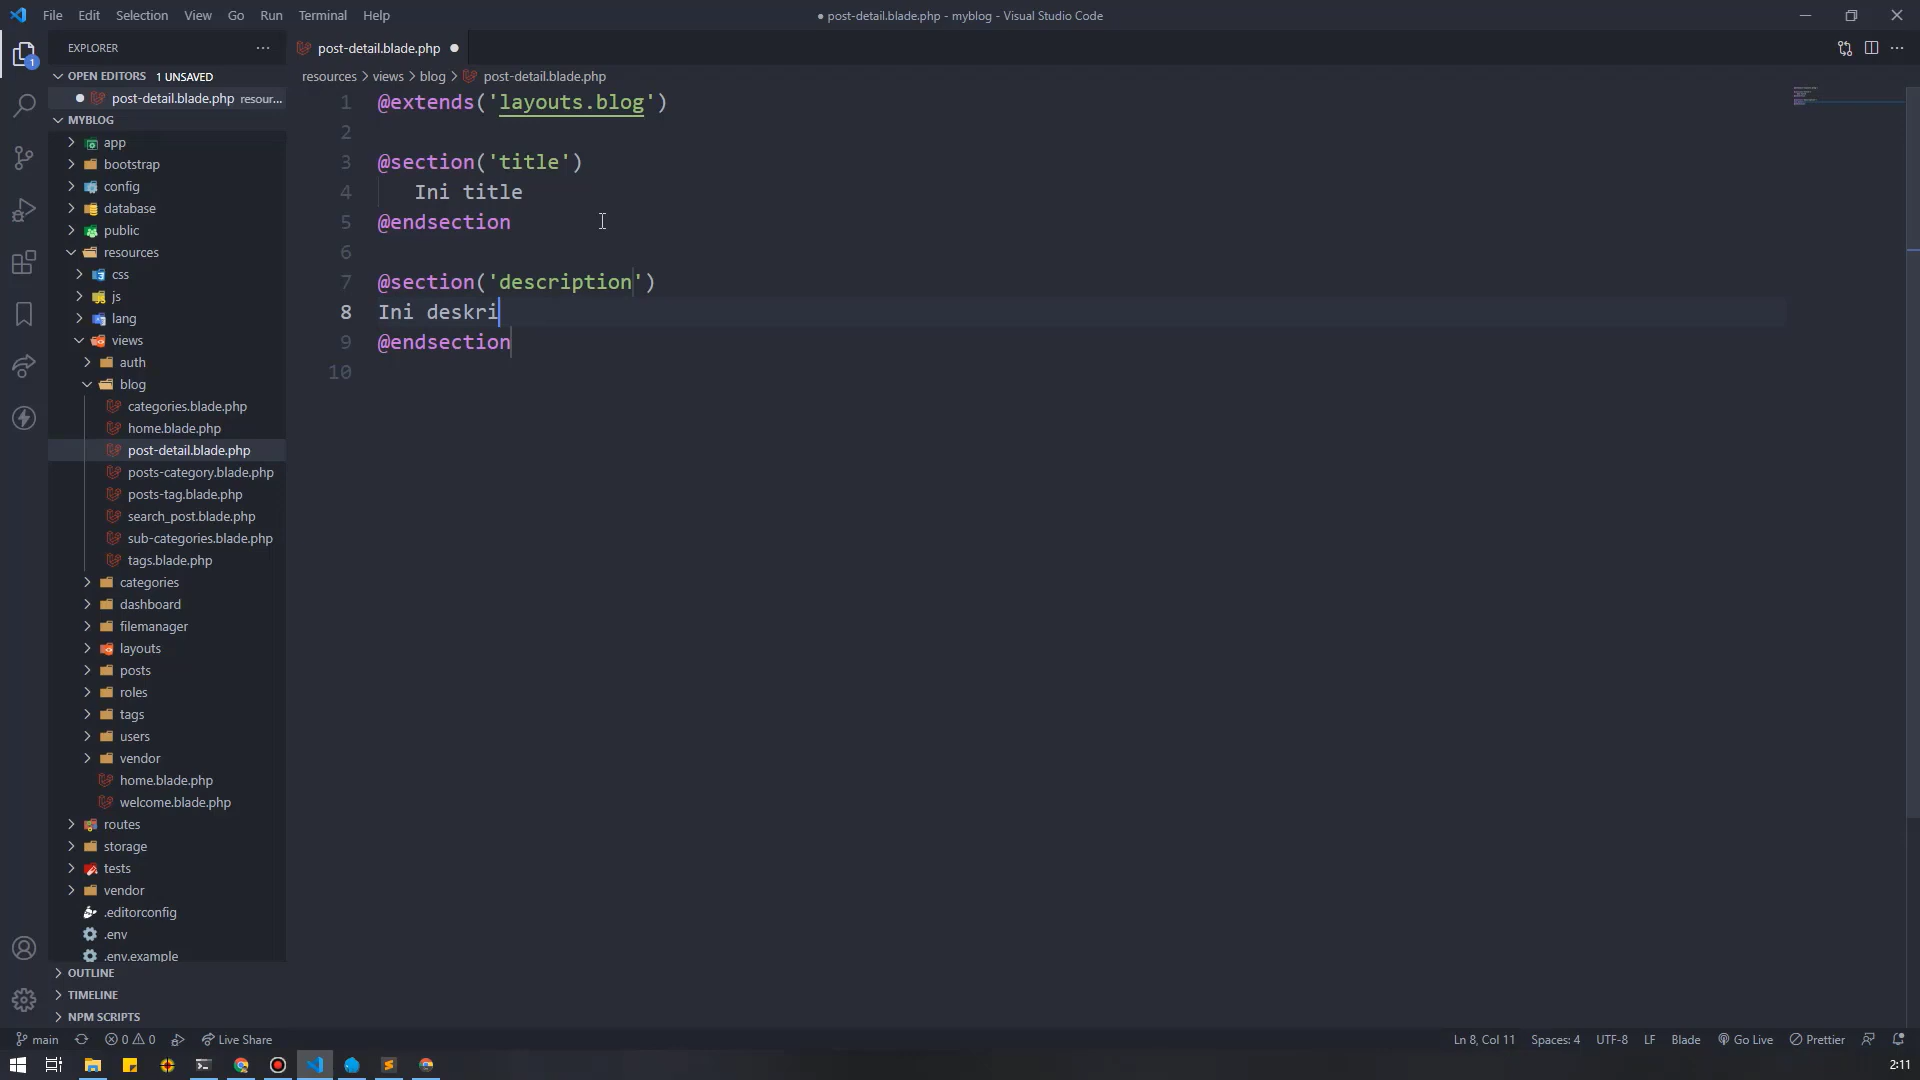 File Edit Selection View Go Run Terminal Help
● post-detail.blade.php - myblog - Visual Studio Code
EXPLORER
post-detail.blade.php
OPEN EDITORS 1 UNSAVED
post-detail.blade.php resour...
resources > views > blog > post-detail.blade.php
MYBLOG
app
bootstrap
config
database
public
resources
css
js
lang
views
auth
blog
categories.blade.php
home.blade.php
post-detail.blade.php
posts-category.blade.php
posts-tag.blade.php
search_post.blade.php
sub-categories.blade.php
tags.blade.php
categories
dashboard
filemanager
layouts
posts
roles
tags
users
vendor
home.blade.php
welcome.blade.php
routes
storage
tests
vendor
.editorconfig
.env
.env.example
OUTLINE
TIMELINE
NPM SCRIPTS
1 @extends('layouts.blog')
2
3 @section('title')
4 Ini title
5 @endsection
6
7 @section('description')
8 Ini deskri
9 @endsection
10
1
main 0 0 Live Share
Ln 8, Col 11 Spaces: 4 UTF-8 LF Blade Go Live Prettier
2:11